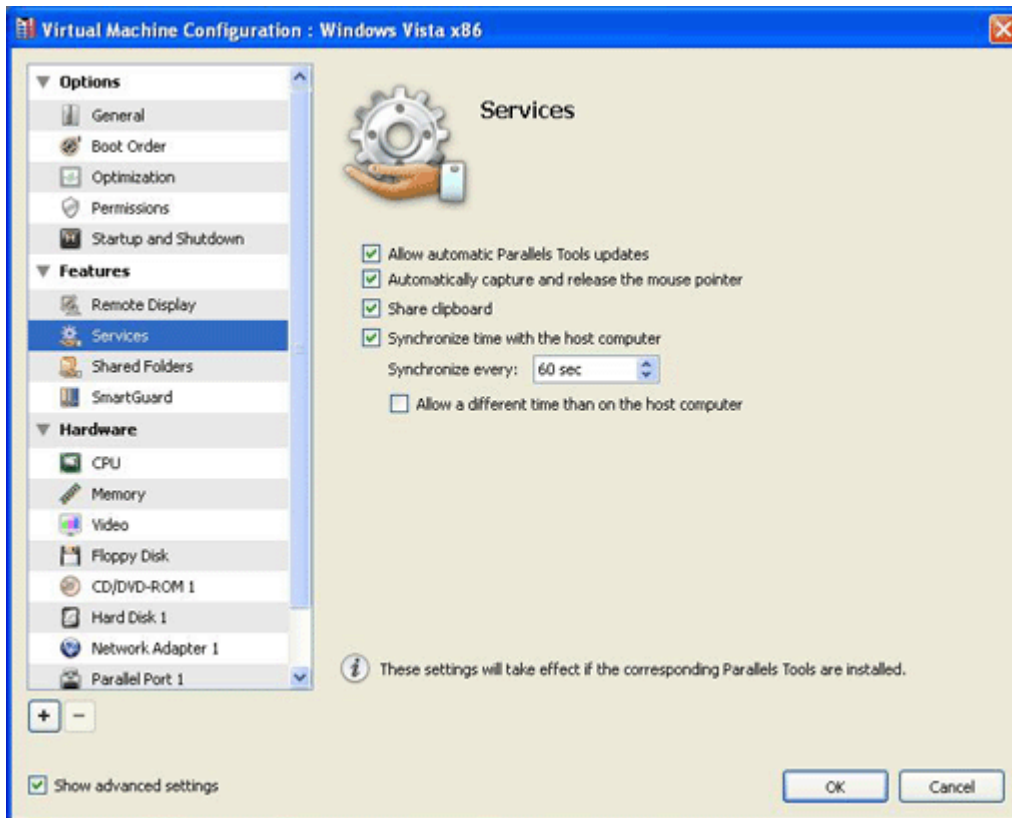 Virtual Machine Configuration : Windows Vista x86
Options
General
Boot Order
Optimization
Permissions
Startup and Shutdown
Features
Remote Display
Services
Shared Folders
SmartGuard
Hardware
CPU
Memory
Video
Floppy Disk
CD/DVD-ROM 1
Hard Disk 1
Network Adapter 1
Parallel Port 1
Services
Allow automatic Parallels Tools updates
Automatically capture and release the mouse pointer
Share clipboard
Synchronize time with the host computer
Synchronize every: 60 sec
Allow a different time than on the host computer
These settings will take effect if the corresponding Parallels Tools are installed.
Show advanced settings
OK
Cancel